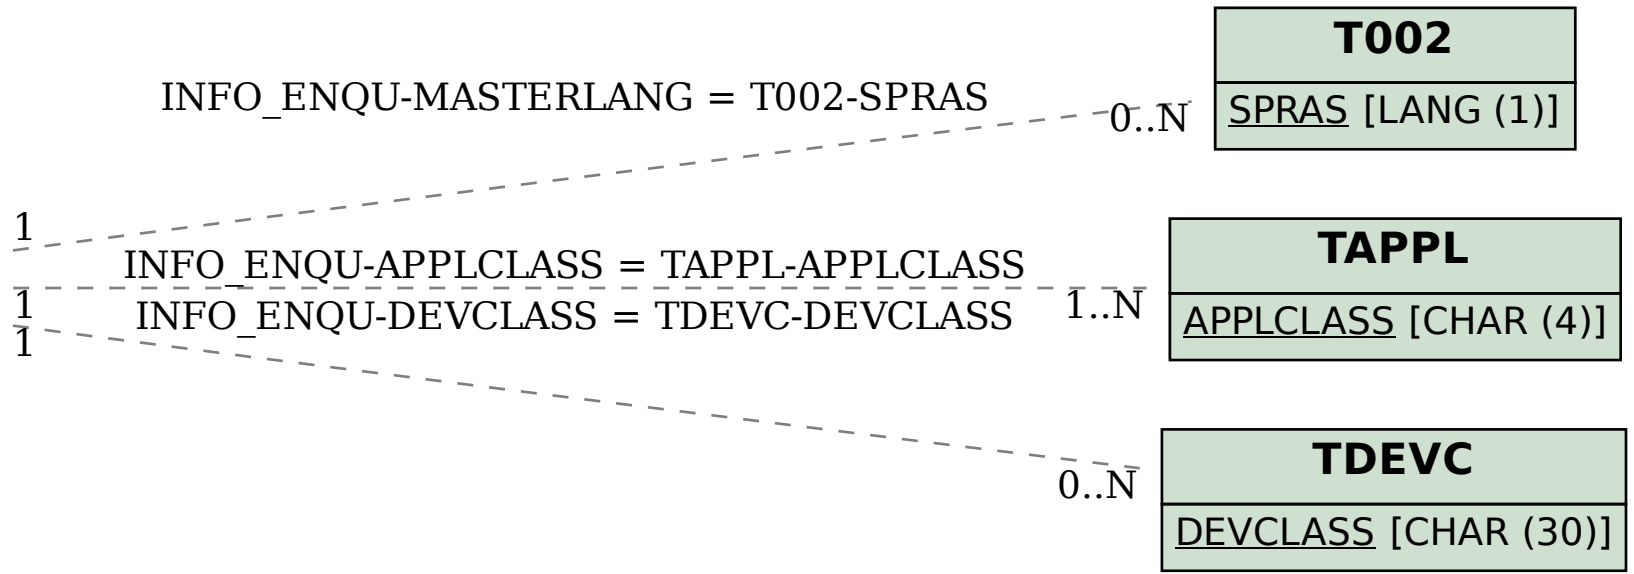 T002
INFO_ENQU-MASTERLANG = T002-SPRAS
0..N
SPRAS [LANG (1)]
1
TAPPL
INFO_ENQU-APPLCLASS = TAPPL-APPLCLASS
1
1..N
INFO_ENQU-DEVCLASS = TDEVC-DEVCLASS
APPLCLASS [CHAR (4)]
1
TDEVC
0..N
DEVCLASS [CHAR (30)]